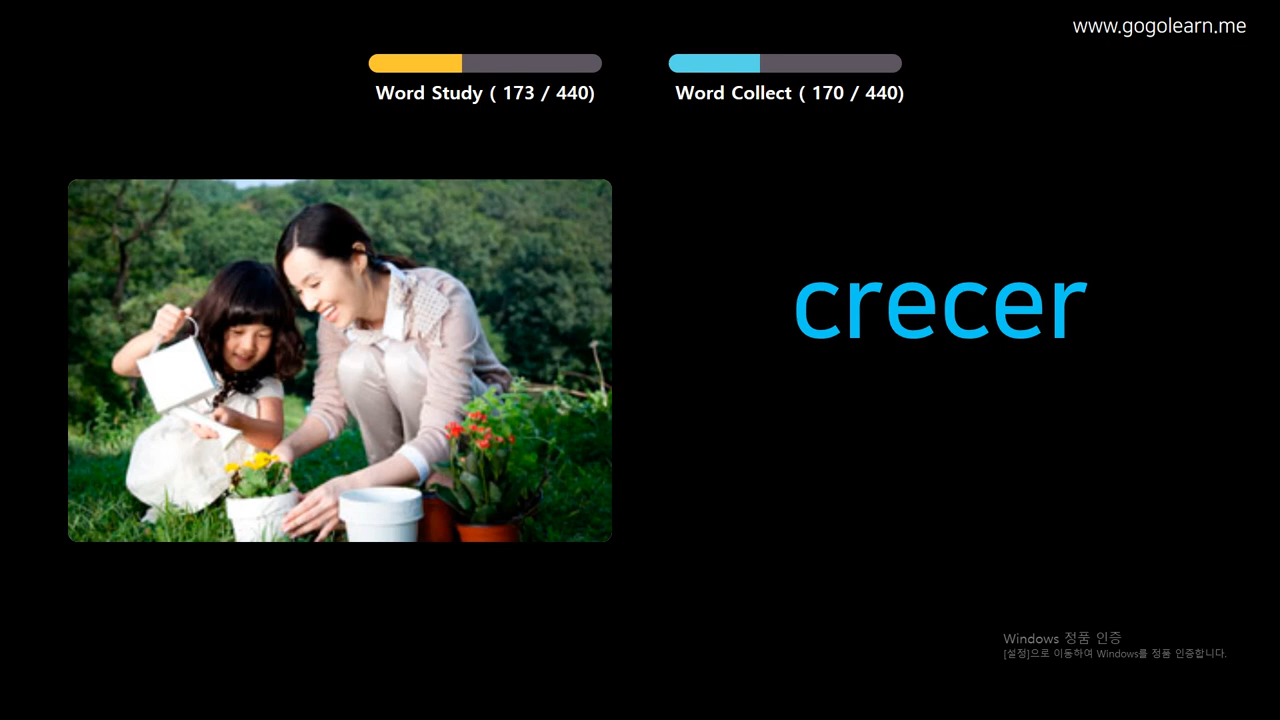 www.gogolearn.me
Word Study ( 173 / 440)
Word Collect ( 170 / 440)
crecer
Windows 정품 인증
[설정]으로 이동하여 Windows를 정품 인증합니다.